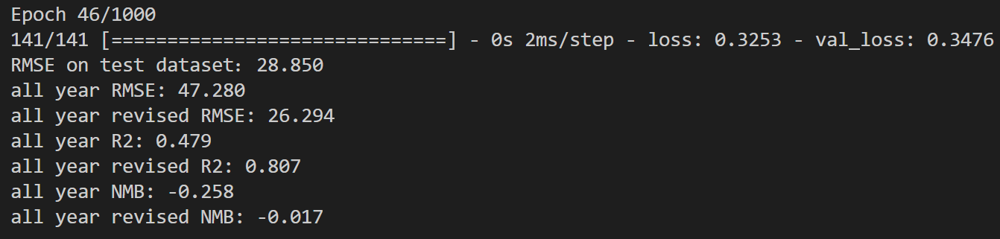 Epoch 46/1000
141/141 [==============================] - 0s 2ms/step - loss: 0.3253 - val_loss: 0.3476
RMSE on test dataset: 28.850
all year RMSE: 47.280
all year revised RMSE: 26.294
all year R2: 0.479
all year revised R2: 0.807
all year NMB: -0.258
all year revised NMB: -0.017